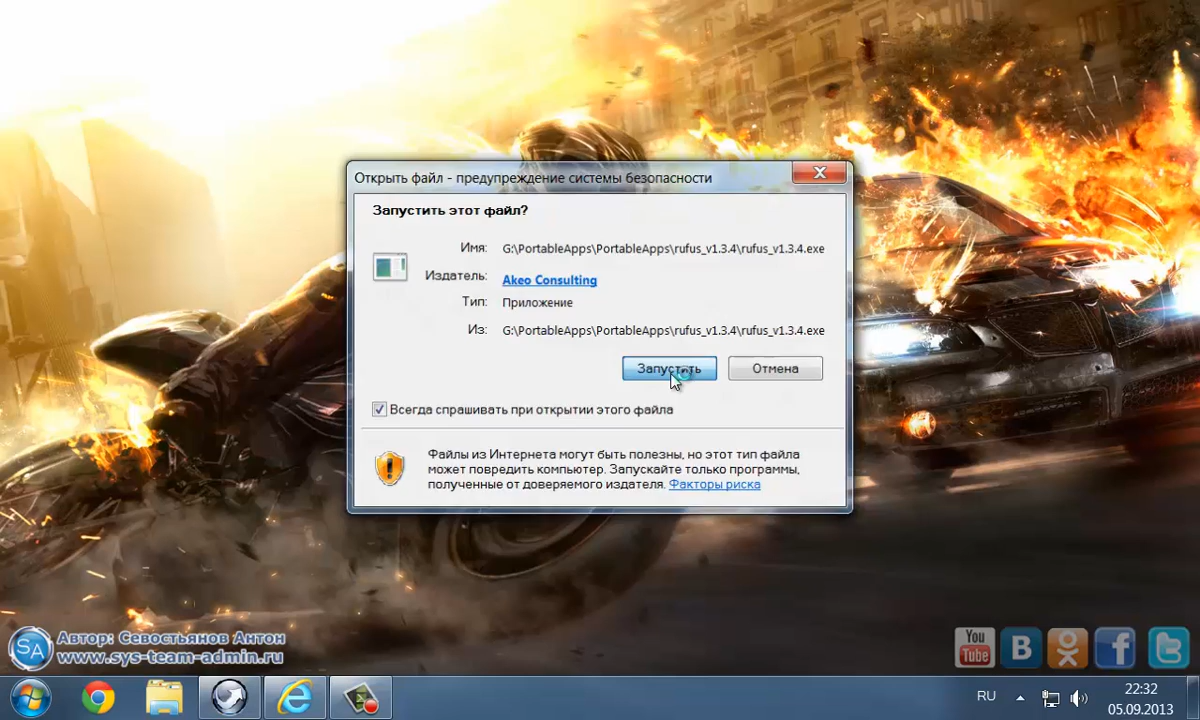 Открыть файл - предупреждение системы безопасности
Запустить этот файл?
Имя: G:\PortableApps\PortableApps\rufus_v1.3.4\rufus_v1.3.4.exe
Издатель: Akeo Consulting
Тип: Приложение
Из: G:\PortableApps\PortableApps\rufus_v1.3.4\rufus_v1.3.4.exe
Запустить Отмена
Всегда спрашивать при открытии этого файла
Файлы из Интернета могут быть полезны, но этот тип файла
может повредить компьютер. Запускайте только программы,
полученные от доверяемого издателя. Факторы риска
SA
Автор: Севостьянов Антон
www.sys-team-admin.ru
You
Tube
B
f
t
RU
22:32
05.09.2013